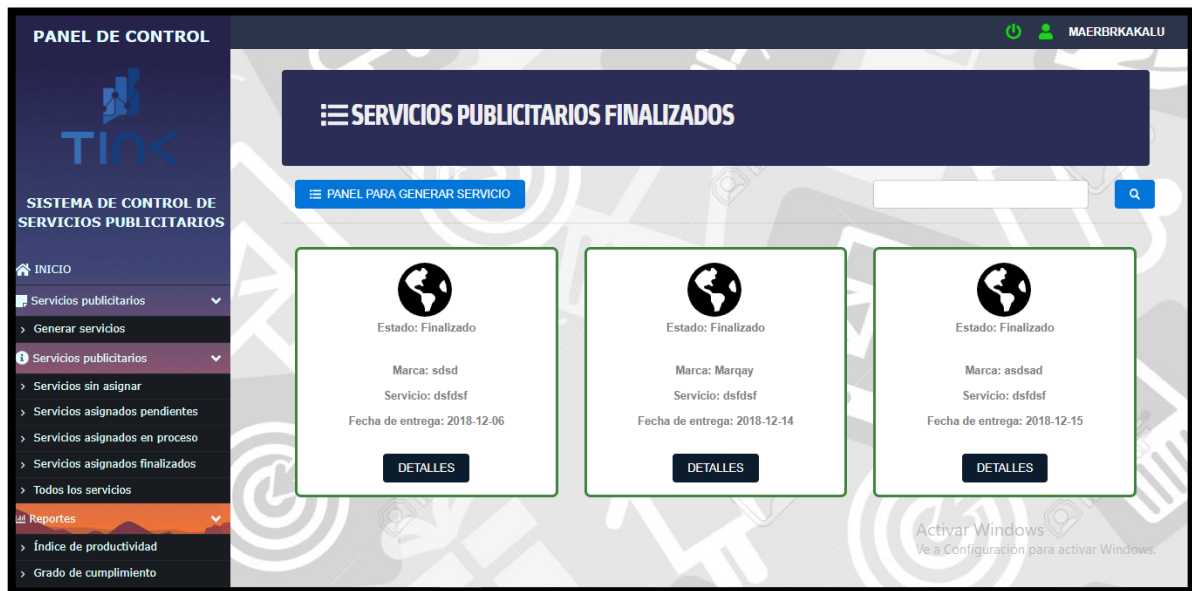 PANEL DE CONTROL
MAERBRKAKALU
TINK
SISTEMA DE CONTROL DE
SERVICIOS PUBLICITARIOS
INICIO
Servicios publicitarios
Generar servicios
Servicios publicitarios
Servicios sin asignar
Servicios asignados pendientes
Servicios asignados en proceso
Servicios asignados finalizados
Todos los servicios
Reportes
Índice de productividad
Grado de cumplimiento
SERVICIOS PUBLICITARIOS FINALIZADOS
PANEL PARA GENERAR SERVICIO
Estado: Finalizado
Marca: sdsd
Servicio: dsfdsf
Fecha de entrega: 2018-12-06
DETALLES
Estado: Finalizado
Marca: Marqay
Servicio: dsfdsf
Fecha de entrega: 2018-12-14
DETALLES
Estado: Finalizado
Marca: asdsad
Servicio: dsfdsf
Fecha de entrega: 2018-12-15
DETALLES
Activar Windows
Ve a Configuración para activar Windows.